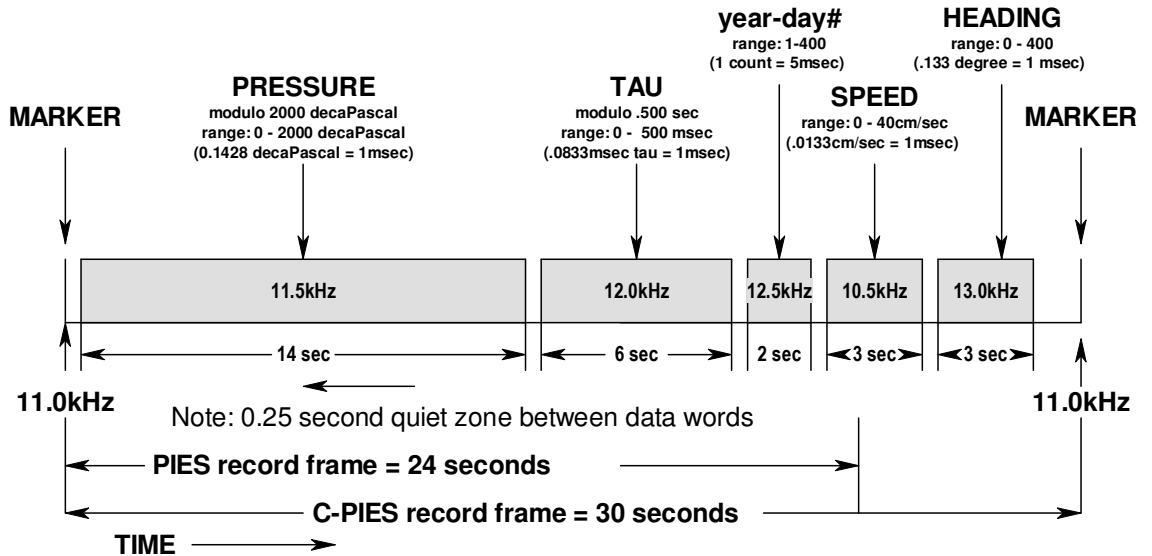 year-day#
range: 1-400
(1 count = 5msec)
HEADING
range: 0 - 400
(.133 degree = 1 msec)
PRESSURE
modulo 2000 decaPascal
range: 0 - 2000 decaPascal
(0.1428 decaPascal = 1msec)
TAU
modulo .500 sec
range: 0 -  500 msec
(.0833msec tau = 1msec)
SPEED
range: 0 - 40cm/sec
(.0133cm/sec = 1msec)
MARKER
MARKER
11.5kHz
12.0kHz
12.5kHz
10.5kHz
13.0kHz
14 sec
6 sec
2 sec
3 sec
3 sec
11.0kHz
11.0kHz
Note: 0.25 second quiet zone between data words
PIES record frame = 24 seconds
C-PIES record frame = 30 seconds
TIME